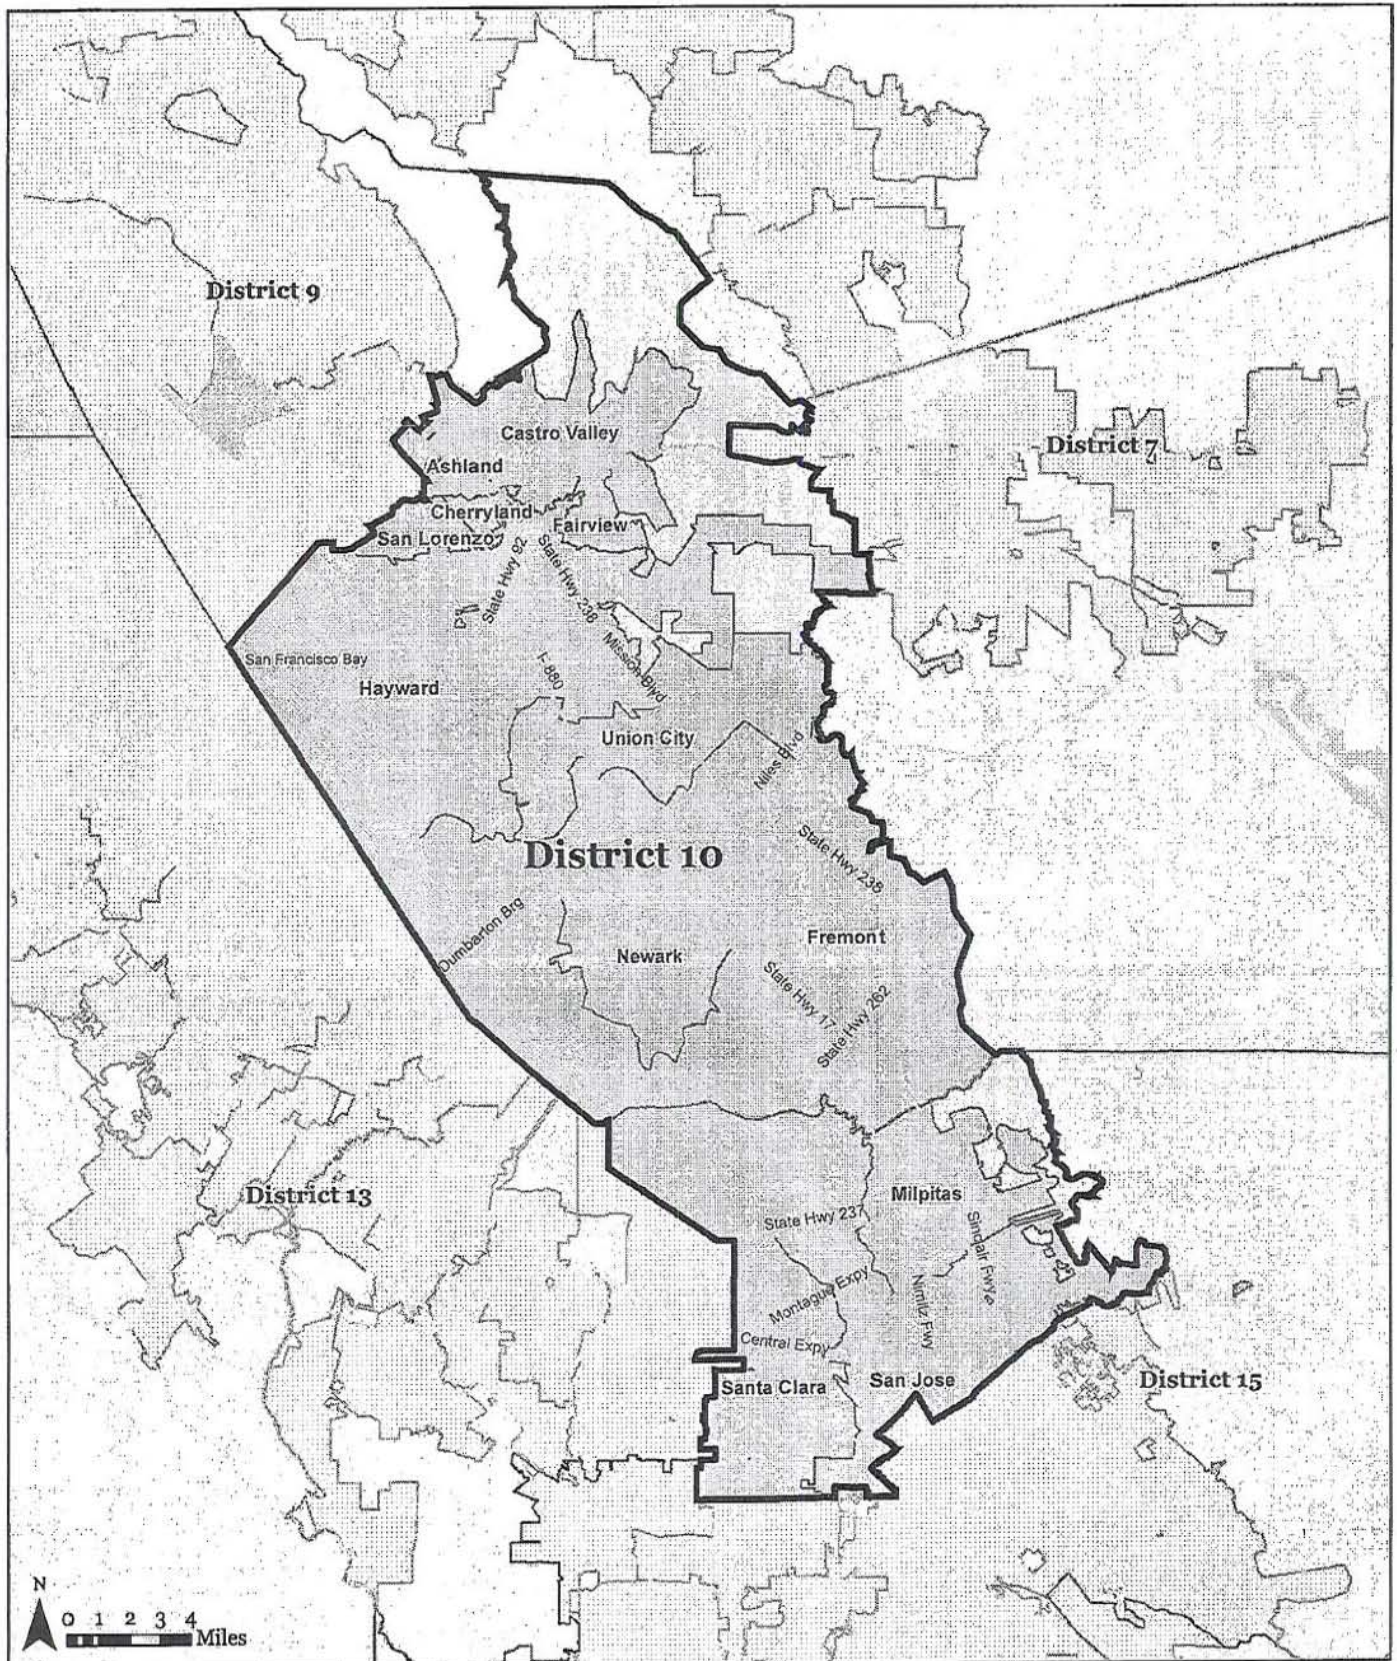 District 9
Castro Valley
District 7
Ashland
Cherryland
Fairview
San Lorenzo
State Hwy 92
State Hwy 238
San Francisco Bay
Hayward
I-880
Mission Blvd
Union City
Niles Blvd
District 10
State Hwy 238
Dumbarton Brg
Fremont
Newark
State Hwy 17
State Hwy 262
District 13
Milpitas
State Hwy 237
Sinclair Fwy
Montague Expy
Nimitz Fwy
Central Expy
Santa Clara
San Jose
District 15
N
0 1 2 3 4
Miles